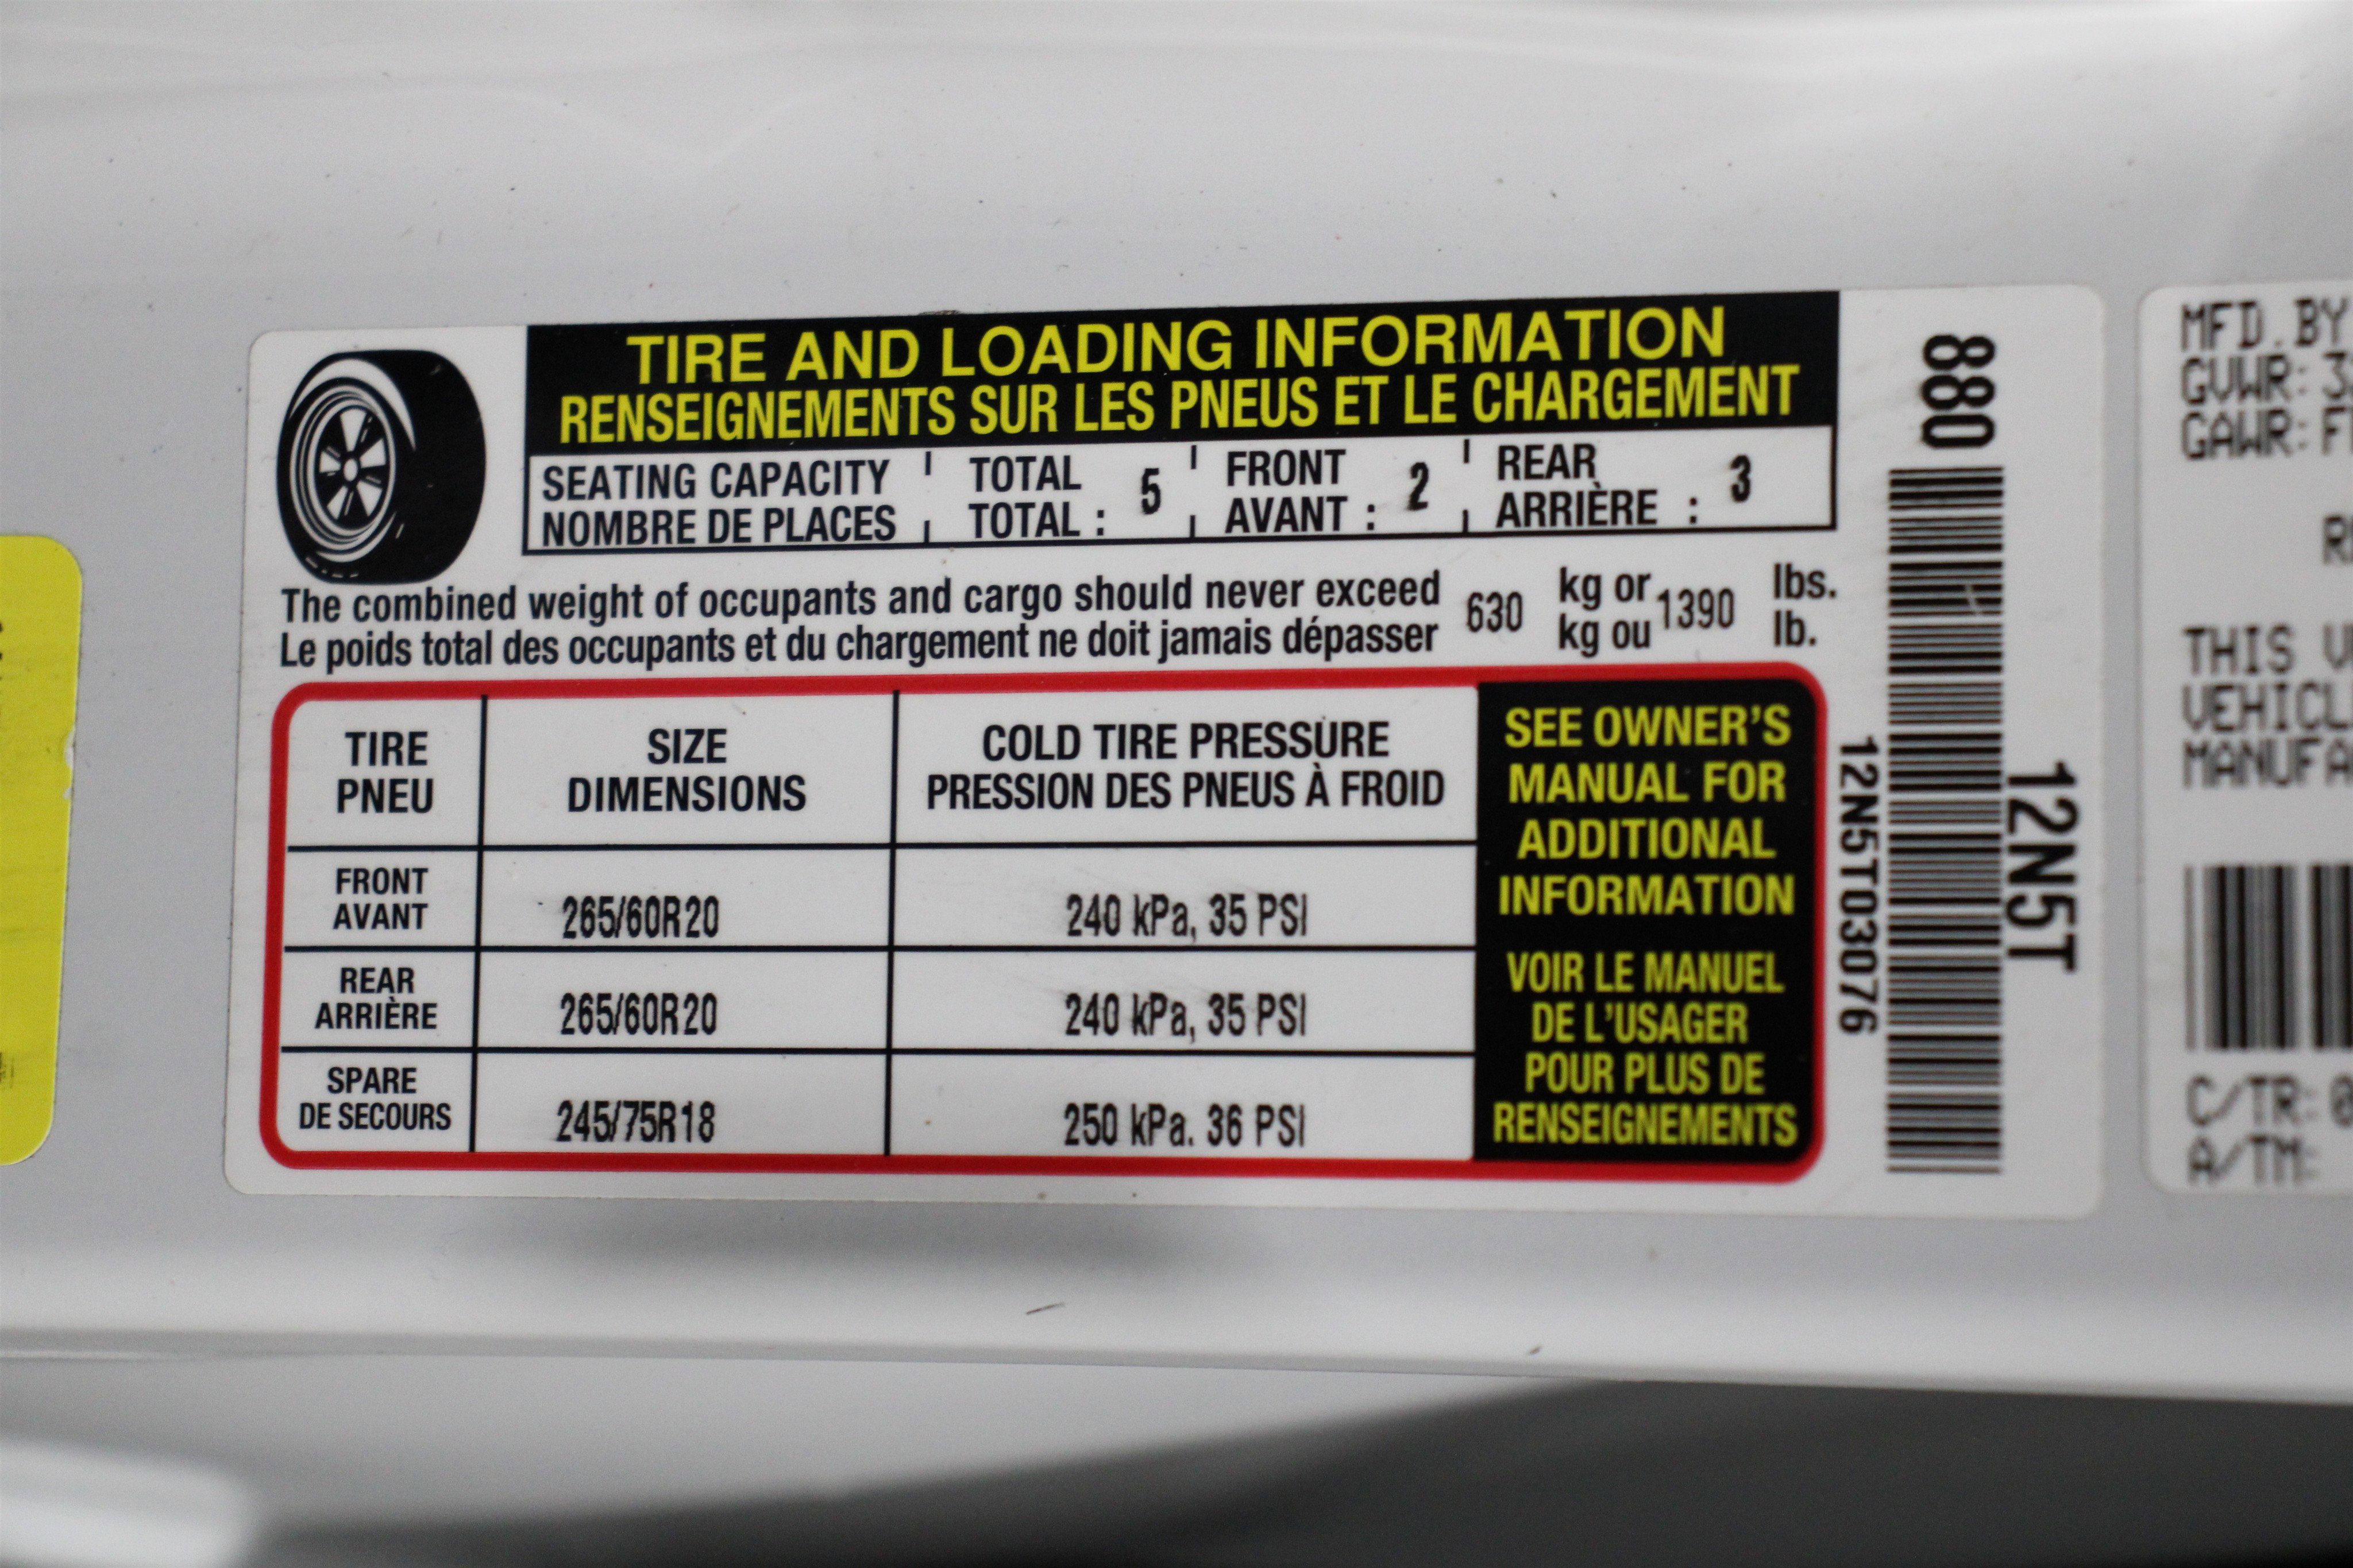 TIRE AND LOADING INFORMATION
RENSEIGNEMENTS SUR LES PNEUS ET LE CHARGEMENT
SEATING CAPACITY TOTAL 5 FRONT 2 REAR 3
NOMBRE DE PLACES TOTAL : AVANT : ARRIÈRE :
The combined weight of occupants and cargo should never exceed 630 kg or 1390 lbs.
Le poids total des occupants et du chargement ne doit jamais dépasser kg ou lb.
TIRE SIZE COLD TIRE PRESSURE
PNEU DIMENSIONS PRESSION DES PNEUS À FROID
FRONT
AVANT 265/60R20 240 kPa, 35 PSI
REAR
ARRIÈRE 265/60R20 240 kPa, 35 PSI
SPARE
DE SECOURS 245/75R18 250 kPa. 36 PSI
SEE OWNER'S
MANUAL FOR
ADDITIONAL
INFORMATION
VOIR LE MANUEL
DE L'USAGER
POUR PLUS DE
RENSEIGNEMENTS
880
12N5T03076
12N5T
MFD.BY
GVWR:
GAWR:
THIS
C/TR:
A/TM: